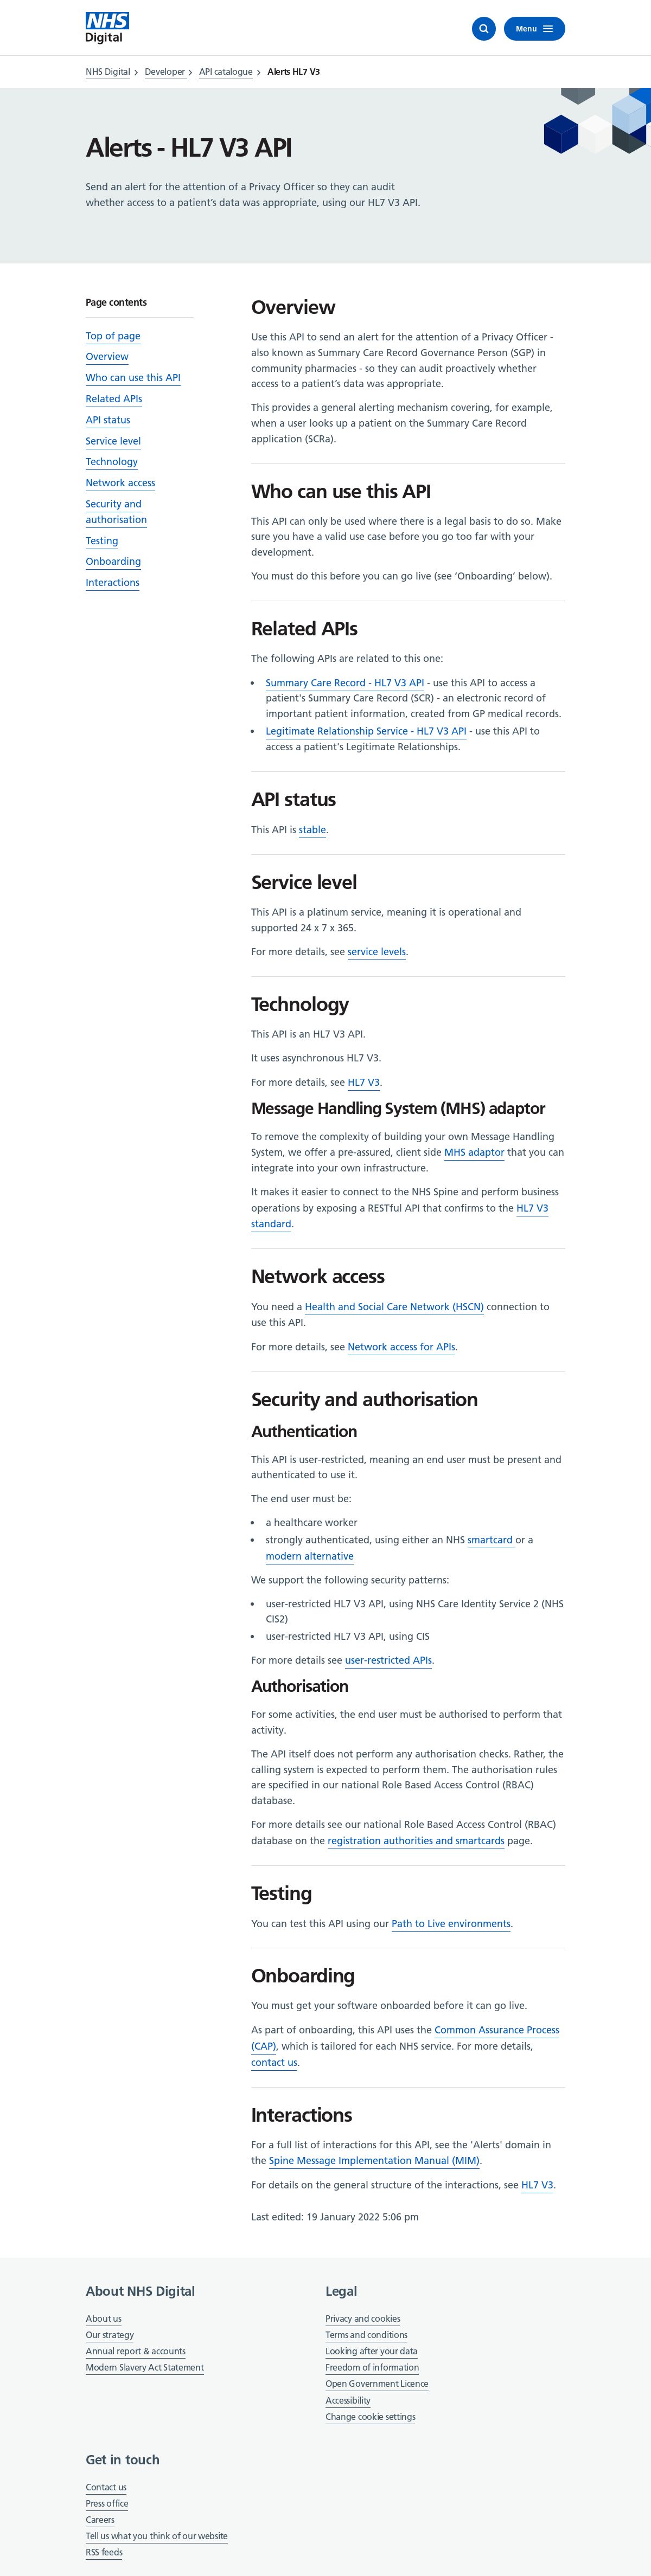 NHS
Digital
Menu
NHS Digital > Developer > API catalogue > Alerts HL7 V3
Alerts - HL7 V3 API
Send an alert for the attention of a Privacy Officer so they can audit
whether access to a patient's data was appropriate, using our HL7 V3 API.
Page contents
Top of page
Overview
Who can use this API
Related APIs
API status
Service level
Technology
Network access
Security and
authorisation
Testing
Onboarding
Interactions
Overview
Use this API to send an alert for the attention of a Privacy Officer -
also known as Summary Care Record Governance Person (SGP) in
community pharmacies - so they can audit proactively whether
access to a patient's data was appropriate.
This provides a general alerting mechanism covering, for example,
when a user looks up a patient on the Summary Care Record
application (SCRa).
Who can use this API
This API can only be used where there is a legal basis to do so. Make
sure you have a valid use case before you go too far with your
development.
You must do this before you can go live (see 'Onboarding' below).
Related APIs
The following APIs are related to this one:
• Summary Care Record - HL7 V3 API - use this API to access a
patient's Summary Care Record (SCR) - an electronic record of
important patient information, created from GP medical records.
• Legitimate Relationship Service - HL7 V3 API - use this API to
access a patient's Legitimate Relationships.
API status
This API is stable.
Service level
This API is a platinum service, meaning it is operational and
supported 24 x 7 x 365.
For more details, see service levels.
Technology
This API is an HL7 V3 API.
It uses asynchronous HL7 V3.
For more details, see HL7 V3.
Message Handling System (MHS) adaptor
To remove the complexity of building your own Message Handling
System, we offer a pre-assured, client side MHS adaptor that you can
integrate into your own infrastructure.
It makes it easier to connect to the NHS Spine and perform business
operations by exposing a RESTful API that confirms to the HL7 V3
standard.
Network access
You need a Health and Social Care Network (HSCN) connection to
use this API.
For more details, see Network access for APIs.
Security and authorisation
Authentication
This API is user-restricted, meaning an end user must be present and
authenticated to use it.
The end user must be:
• a healthcare worker
• strongly authenticated, using either an NHS smartcard or a
modern alternative
We support the following security patterns:
• user-restricted HL7 V3 API, using NHS Care Identity Service 2 (NHS
CIS2)
• user-restricted HL7 V3 API, using CIS
For more details see user-restricted APIs.
Authorisation
For some activities, the end user must be authorised to perform that
activity.
The API itself does not perform any authorisation checks. Rather, the
calling system is expected to perform them. The authorisation rules
are specified in our national Role Based Access Control (RBAC)
database.
For more details see our national Role Based Access Control (RBAC)
database on the registration authorities and smartcards page.
Testing
You can test this API using our Path to Live environments.
Onboarding
You must get your software onboarded before it can go live.
As part of onboarding, this API uses the Common Assurance Process
(CAP), which is tailored for each NHS service. For more details,
contact us.
Interactions
For a full list of interactions for this API, see the 'Alerts' domain in
the Spine Message Implementation Manual (MIM).
For details on the general structure of the interactions, see HL7 V3.
Last edited: 19 January 2022 5:06 pm
About NHS Digital
About us
Our strategy
Annual report & accounts
Modern Slavery Act Statement
Legal
Privacy and cookies
Terms and conditions
Looking after your data
Freedom of information
Open Government Licence
Accessibility
Change cookie settings
Get in touch
Contact us
Press office
Careers
Tell us what you think of our website
RSS feeds